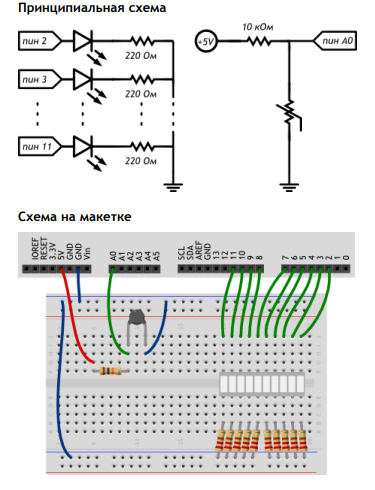 Принципиальная схема
пин 2
220 Ом
пин 3
220 Ом
пин 11
220 Ом
+5V
10 кОм
пин A0
Схема на макетке
IOREF
RESET
3.3V
5V
GND
GND
Vin
A0
A1
A2
A3
A4
A5
SCL
SDA
AREF
GND
13
12
11
10
9
8
7
6
5
4
3
2
1
0